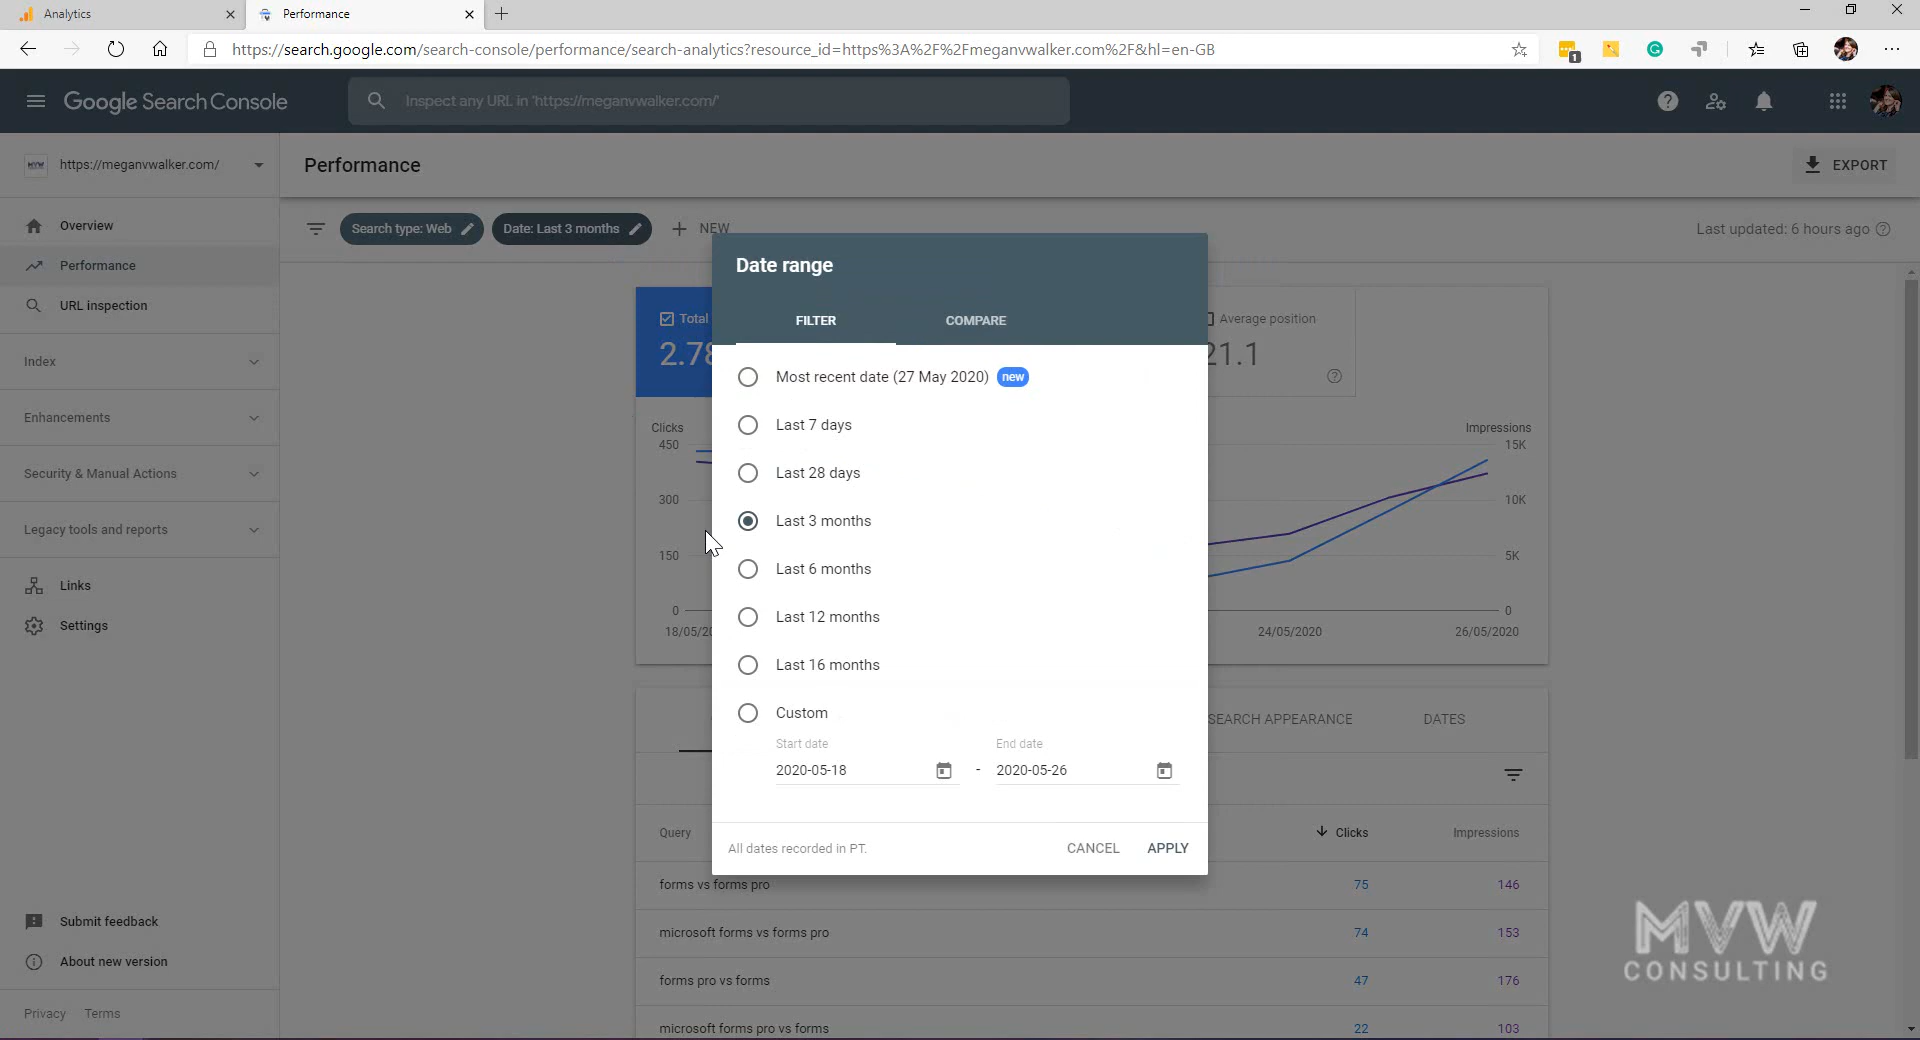 Analytics
Performance
https://search.google.com/search-console/performance/search-analytics?resource_id=https%3A%2F%2Fmeganvwalker.com%2F&hl=en-GB
1
Google Search Console
Inspect any URL in 'https://meganvwalker.com/'
MVW
https://meganvwalker.com/
Performance
EXPORT
Overview
Performance
URL inspection
Index
Enhancements
Security & Manual Actions
Legacy tools and reports
Links
Settings
Submit feedback
About new version
Privacy Terms
Search type: Web
Date: Last 3 months
NEW
Last updated: 6 hours ago
Date range
FILTER
COMPARE
Most recent date (27 May 2020) new
Last 7 days
Last 28 days
Last 3 months
Last 6 months
Last 12 months
Last 16 months
Custom
Start date
2020-05-18
-
End date
2020-05-26
All dates recorded in PT.
CANCEL
APPLY
Total
2.78
Average position
21.1
Clicks
450
300
150
0
Impressions
15K
10K
5K
0
18/05/20
24/05/2020
26/05/2020
SEARCH APPEARANCE
DATES
Query
Clicks
Impressions
forms vs forms pro 75 146
microsoft forms vs forms pro 74 153
forms pro vs forms 47 176
microsoft forms pro vs forms 22 103
MVW
CONSULTING